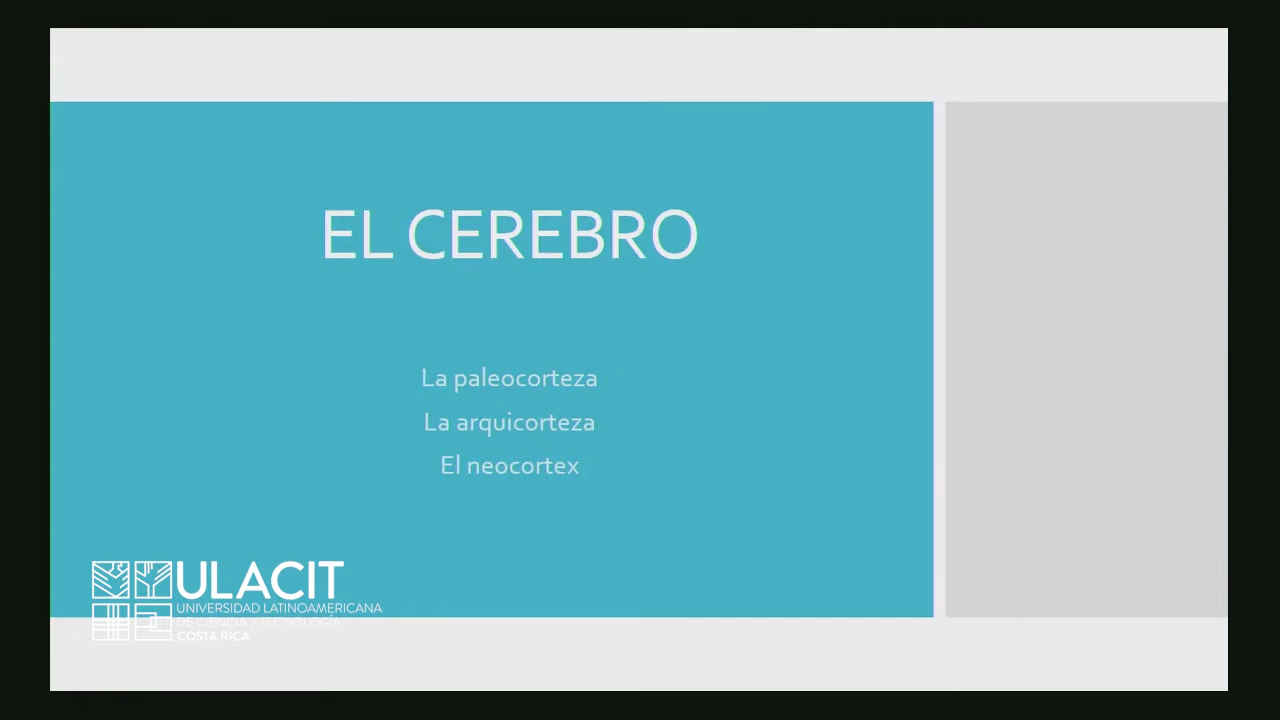 EL CEREBRO
La paleocorteza
La arquicorteza
El neocortex
ULACIT
UNIVERSIDAD LATINOAMERICANA
DE CIENCIA Y TECNOLOGÍA
COSTA RICA